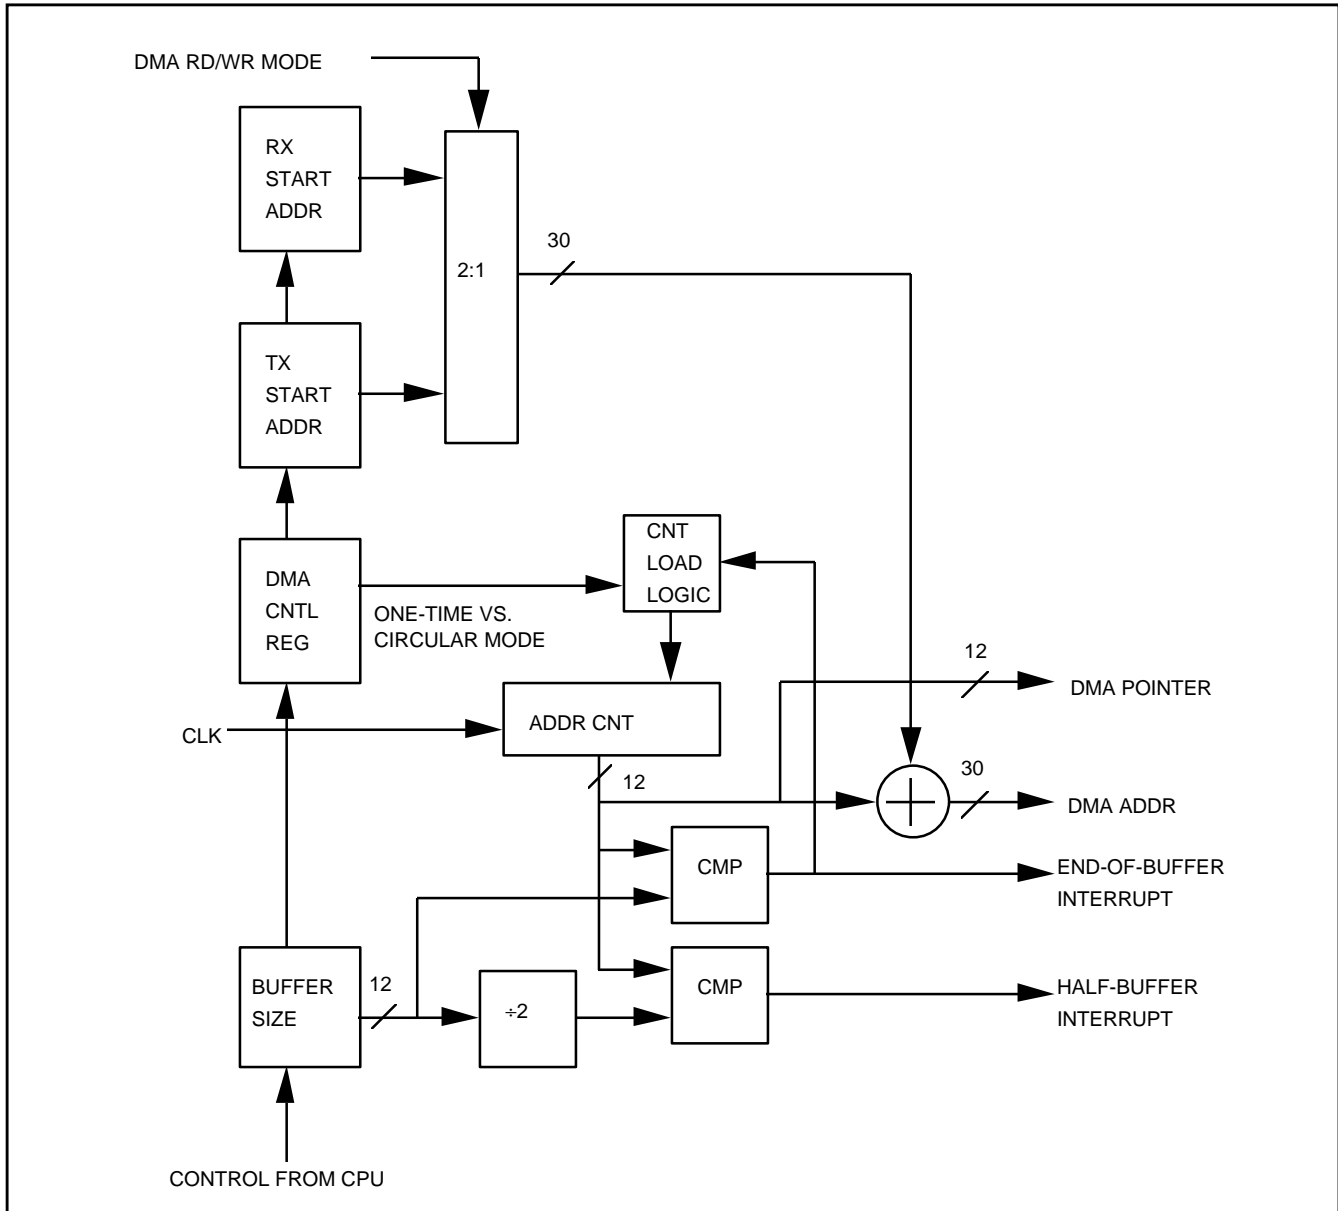 DMA RD/WR MODE
RX
START
ADDR
2:1
30
TX
START
ADDR
CNT
LOAD
LOGIC
DMA
CNTL
REG
ONE-TIME VS.
CIRCULAR MODE
12
DMA POINTER
ADDR CNT
CLK
12
30
DMA ADDR
CMP
END-OF-BUFFER
INTERRUPT
BUFFER
SIZE
12
÷2
CMP
HALF-BUFFER
INTERRUPT
CONTROL FROM CPU